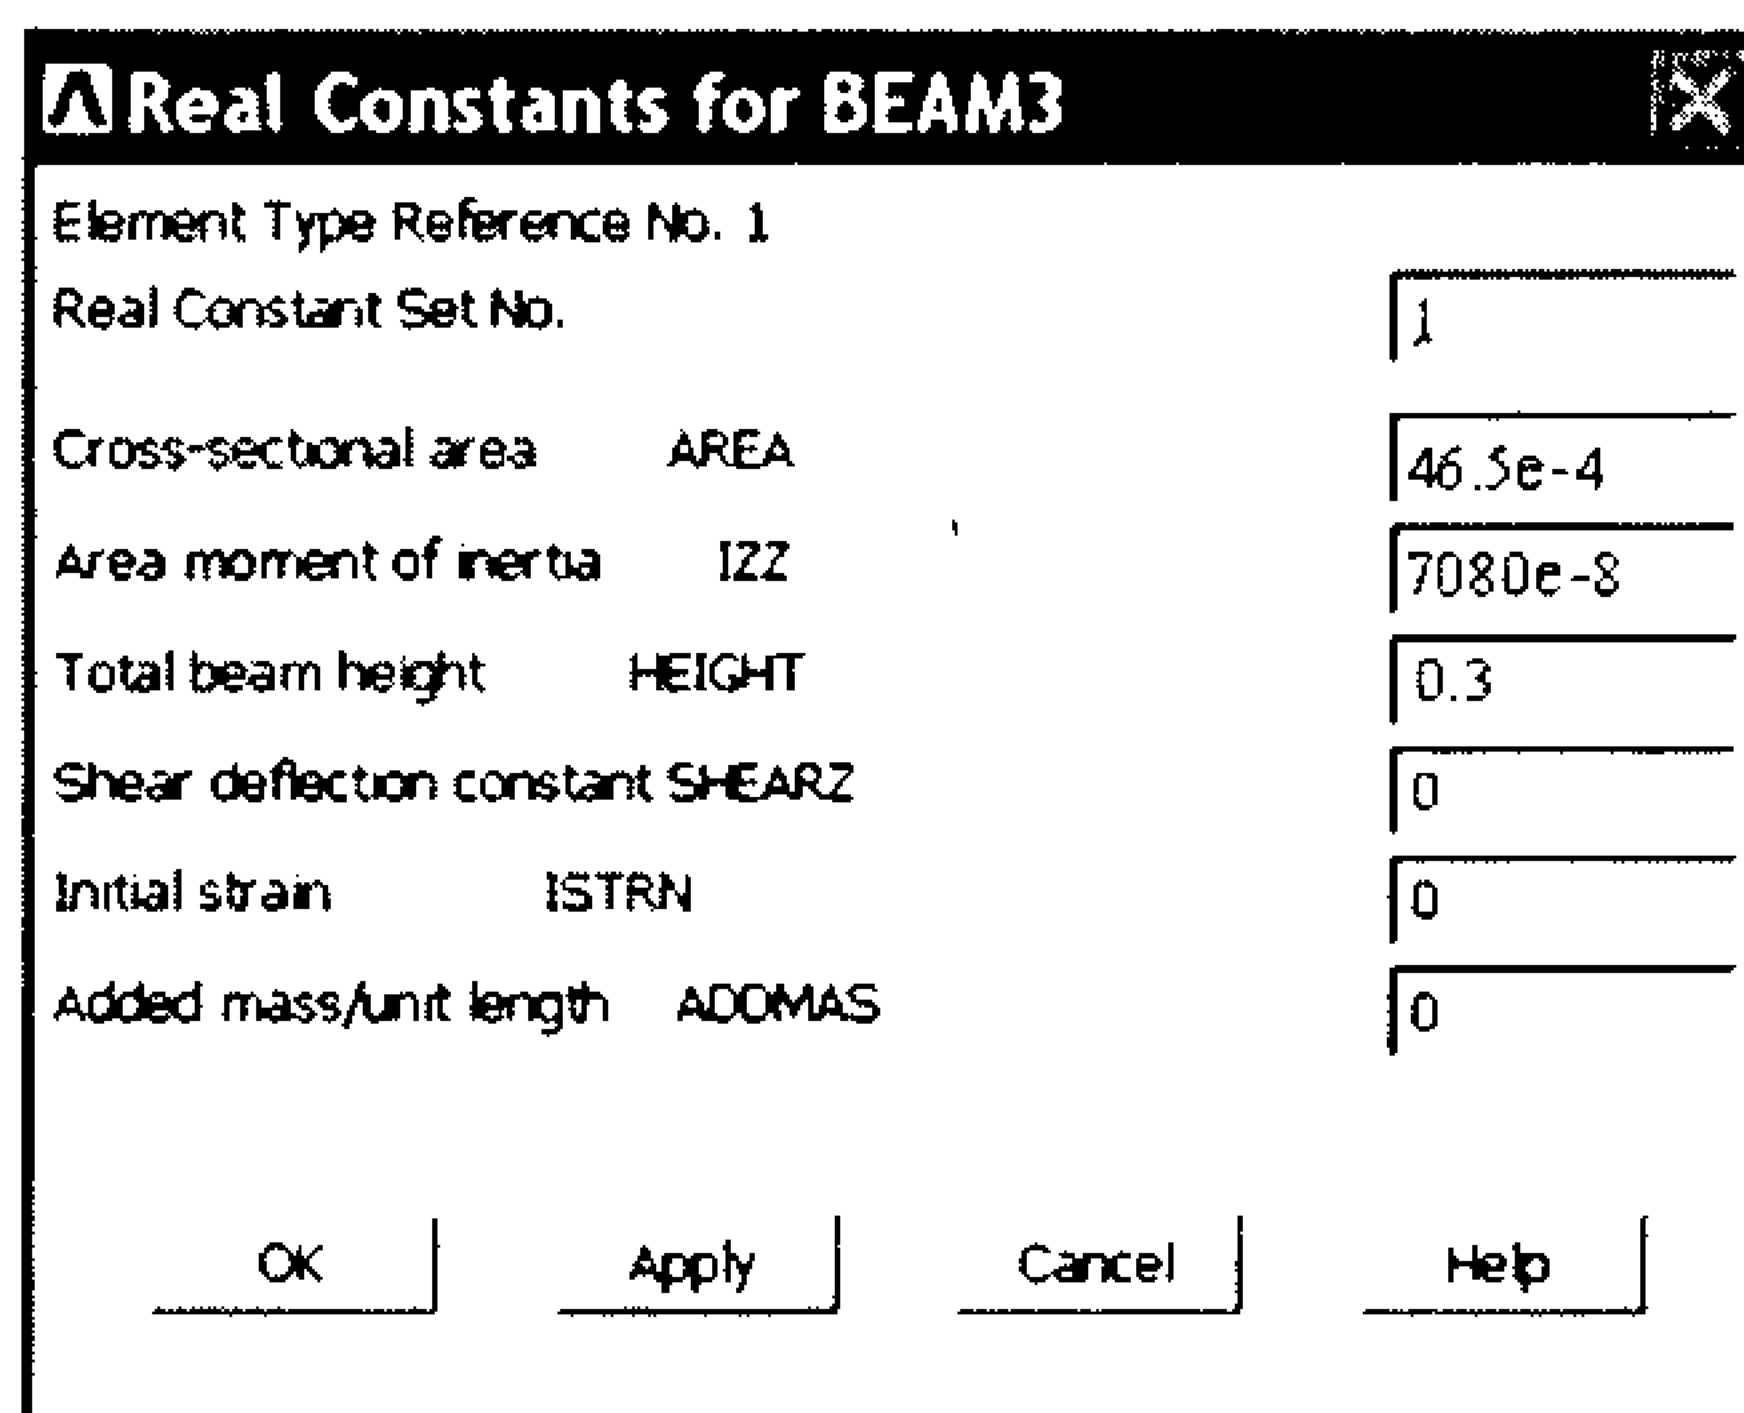 Real Constants for BEAM3
Element Type Reference No. 1
Real Constant Set No. 1
Cross-sectional area AREA 46.5e-4
Area moment of inertia IZZ 7080e-8
Total beam height HEIGHT 0.3
Shear deflection constant SHEARZ 0
Initial strain ISTRN 0
Added mass/unit length ADDMAS 0
OK Apply Cancel Help